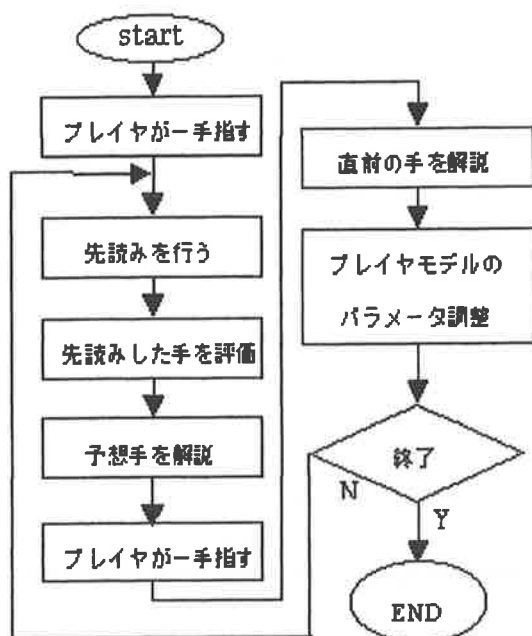 start
プレイヤが一手指す
先読みを行う
先読みした手を評価
予想手を解説
プレイヤが一手指す
直前の手を解説
プレイヤモデルの
パラメータ調整
終了
N
Y
END